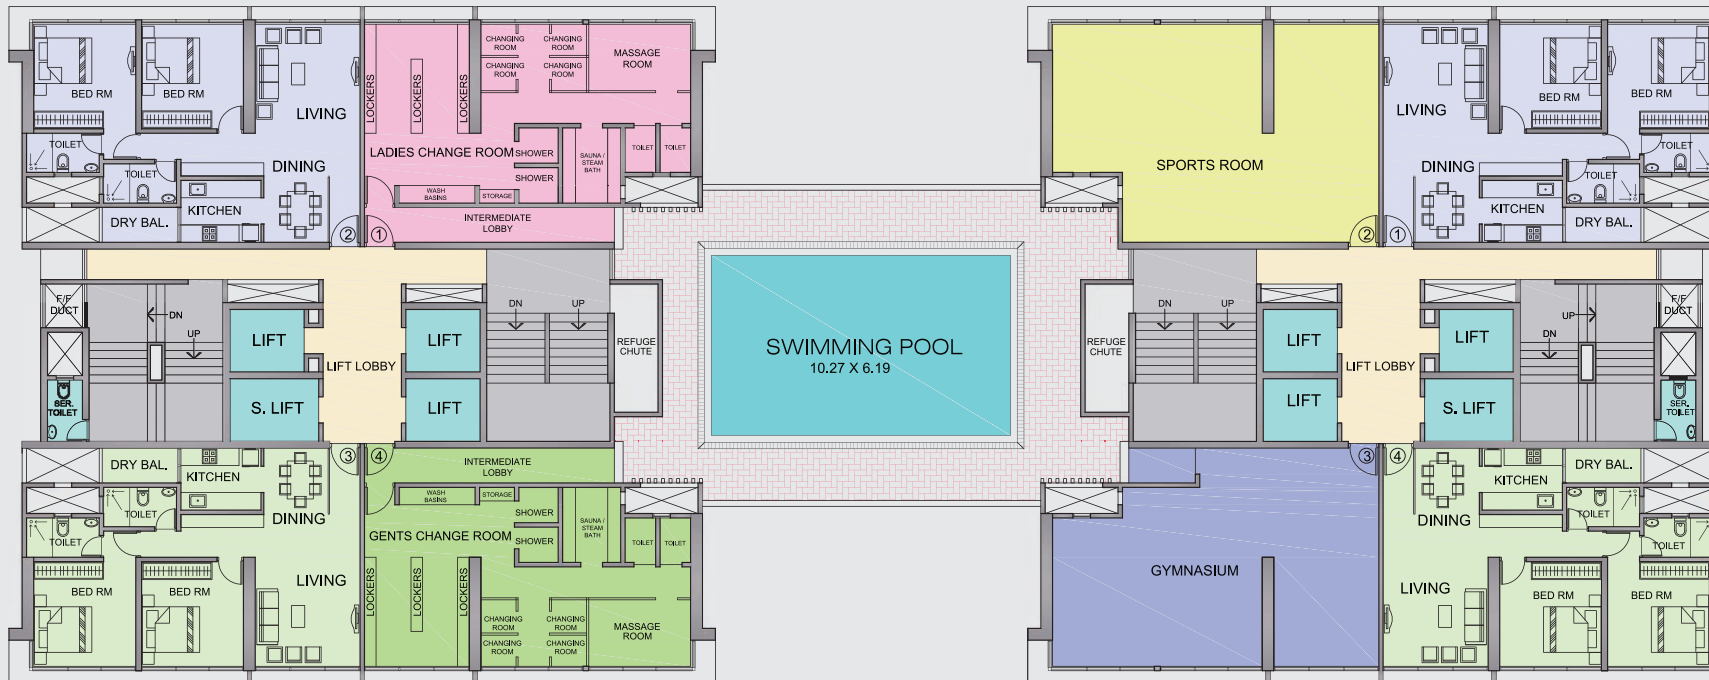 BED RM
BED RM
LIVING
DINING
TOILET
TOILET
KITCHEN
DRY BAL.
2
LOCKERS
LOCKERS
LOCKERS
CHANGING
ROOM
CHANGING
ROOM
CHANGING
ROOM
CHANGING
ROOM
MASSAGE
ROOM
LADIES CHANGE ROOM
SHOWER
SHOWER
SAUNA /
STEAM
BATH
TOILET
TOILET
WASH
BASINS
STORAGE
INTERMEDIATE
LOBBY
1
SPORTS ROOM
2
LIVING
BED RM
BED RM
DINING
TOILET
TOILET
KITCHEN
DRY BAL.
1
F/F
DUCT
DN
UP
SER.
TOILET
LIFT
S. LIFT
LIFT LOBBY
LIFT
LIFT
DN
UP
REFUGE
CHUTE
SWIMMING POOL
10.27 X 6.19
REFUGE
CHUTE
DN
UP
LIFT
LIFT
LIFT LOBBY
LIFT
S. LIFT
UP
DN
F/F
DUCT
SER.
TOILET
DRY BAL.
KITCHEN
3
TOILET
TOILET
DINING
LIVING
BED RM
BED RM
4
INTERMEDIATE
LOBBY
WASH
BASINS
STORAGE
SHOWER
SHOWER
SAUNA /
STEAM
BATH
TOILET
TOILET
GENTS CHANGE ROOM
LOCKERS
LOCKERS
LOCKERS
CHANGING
ROOM
CHANGING
ROOM
CHANGING
ROOM
CHANGING
ROOM
MASSAGE
ROOM
3
GYMNASIUM
4
KITCHEN
DRY BAL.
DINING
TOILET
TOILET
LIVING
BED RM
BED RM